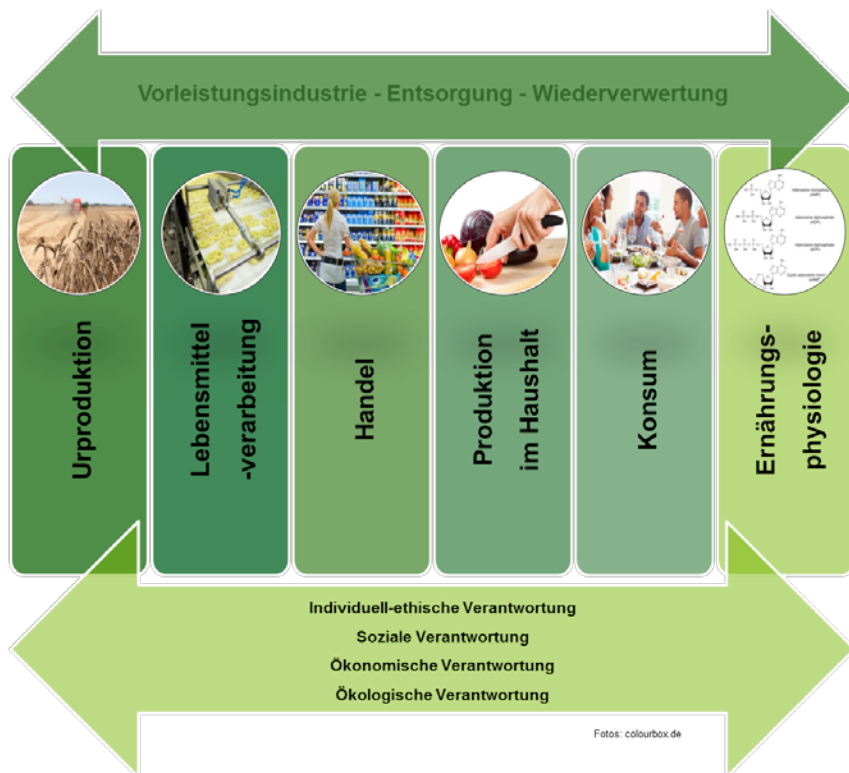 Vorleistungsindustrie - Entsorgung - Wiederverwertung
Urproduktion
Lebensmittel
-verarbeitung
Handel
Produktion
im Haushalt
Konsum
Ernährungs-
physiologie
Individuell-ethische Verantwortung
Soziale Verantwortung
Ökonomische Verantwortung
Ökologische Verantwortung
Fotos: colourbox.de